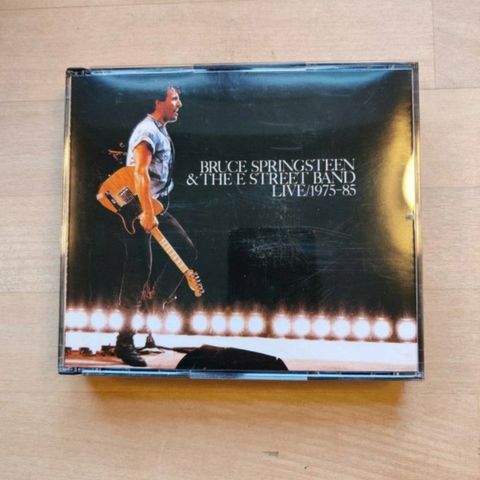 BRUCE SPRINGSTEEN
& THE E STREET BAND
LIVE/1975–85